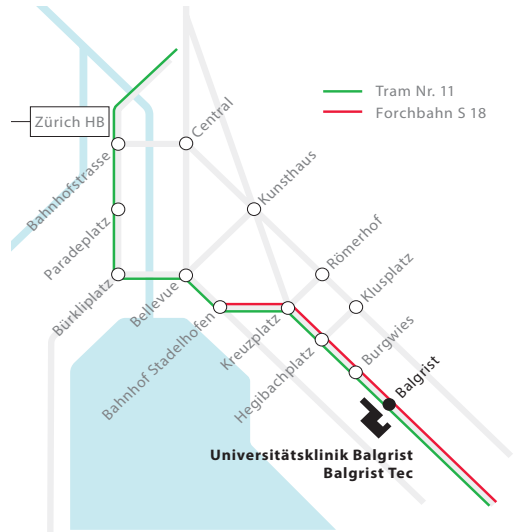 Tram Nr. 11
Forchbahn S 18
Zürich HB
Central
Bahnhofstrasse
Kunsthaus
Paradeplatz
Römerhof
Bürkliplatz
Bellevue
Klusplatz
Bahnhof Stadelhofen
Kreuzplatz
Hegibachplatz
Burgwies
Balgrist
Universitätsklinik Balgrist
Balgrist Tec